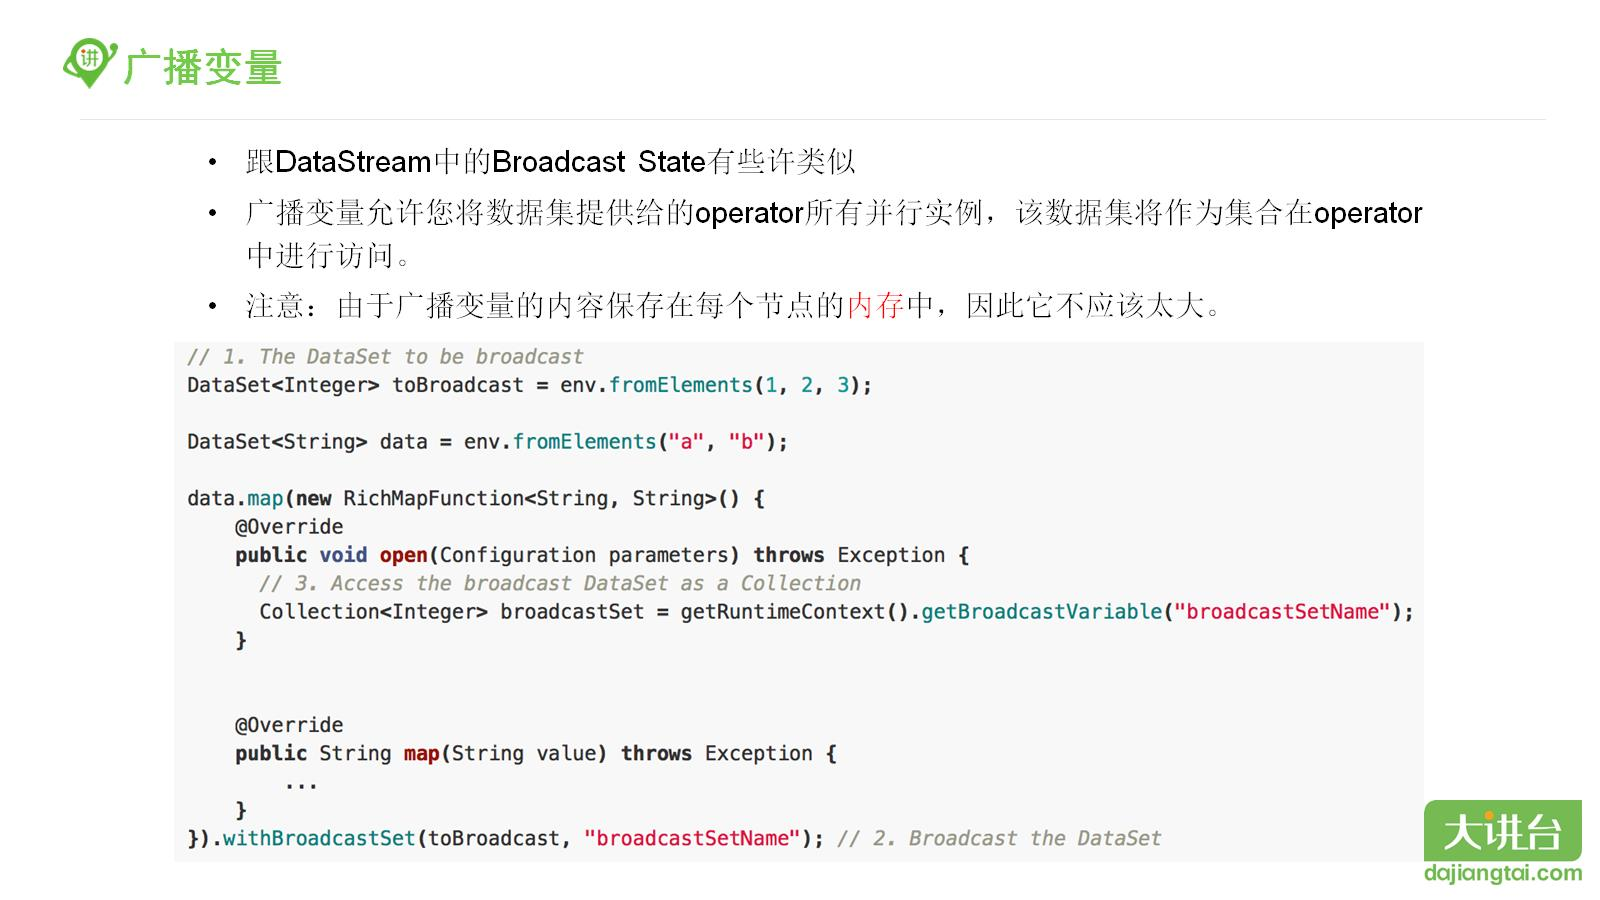 讲 广播变量
• 跟DataStream中的Broadcast State有些许类似
• 广播变量允许您将数据集提供给的operator所有并行实例，该数据集将作为集合在operator
中进行访问。
• 注意：由于广播变量的内容保存在每个节点的内存中，因此它不应该太大。
// 1. The DataSet to be broadcast
DataSet<Integer> toBroadcast = env.fromElements(1, 2, 3);
DataSet<String> data = env.fromElements("a", "b");
data.map(new RichMapFunction<String, String>() {
    @Override
    public void open(Configuration parameters) throws Exception {
      // 3. Access the broadcast DataSet as a Collection
      Collection<Integer> broadcastSet = getRuntimeContext().getBroadcastVariable("broadcastSetName");
    }
    @Override
    public String map(String value) throws Exception {
        ...
    }
}).withBroadcastSet(toBroadcast, "broadcastSetName"); // 2. Broadcast the DataSet
大讲台
dajiangtai.com